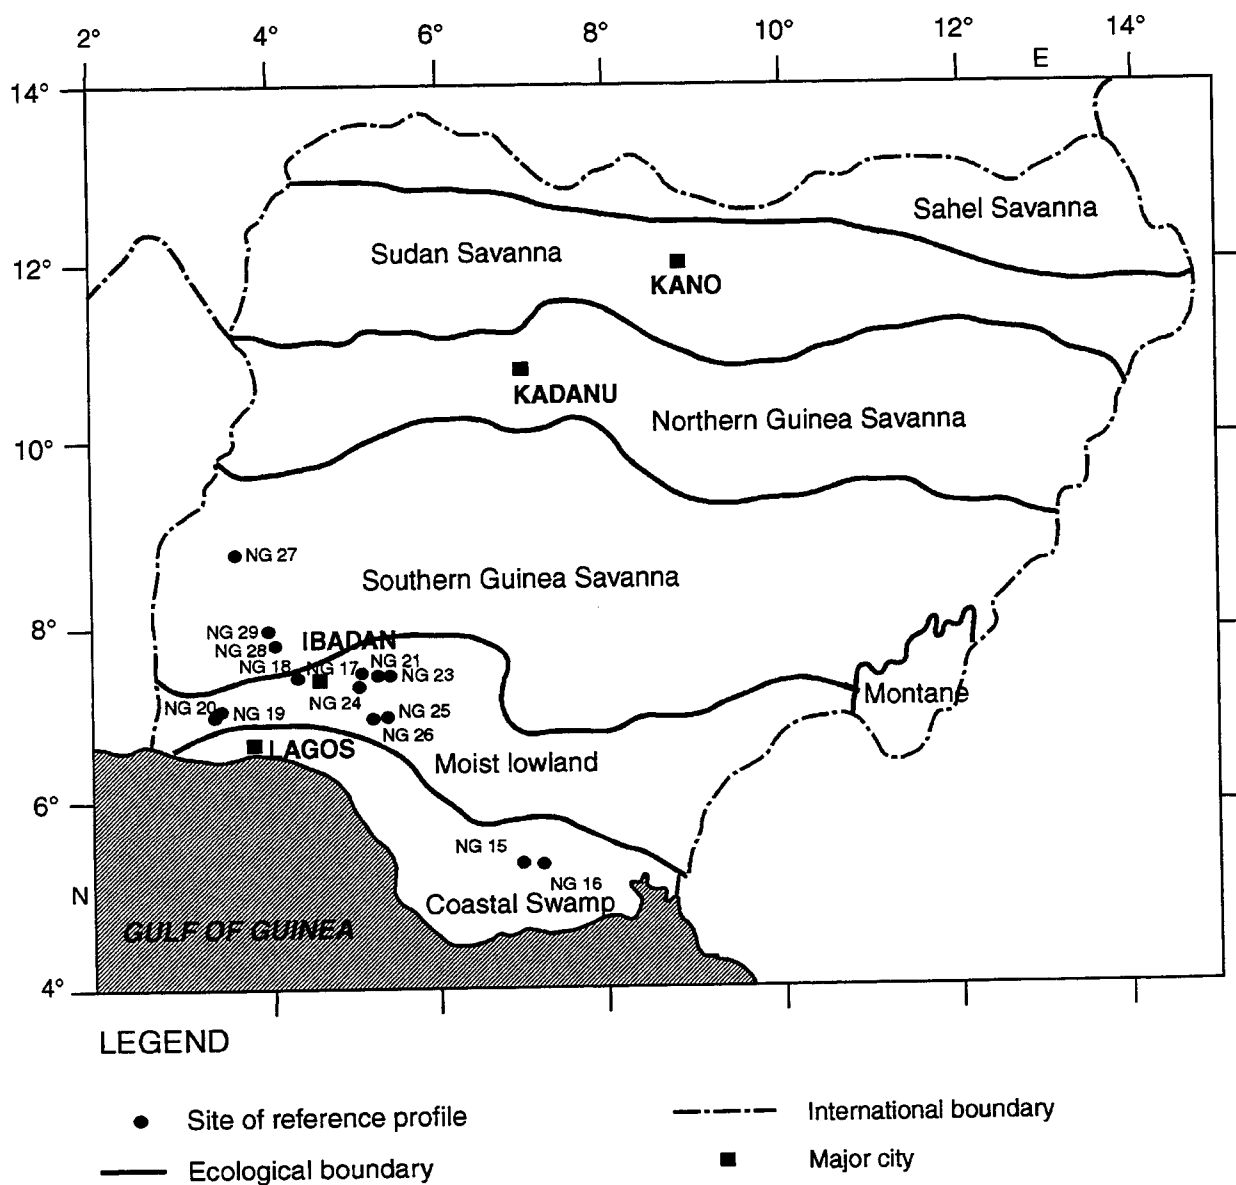 2°
4°
6°
8°
10°
12°
14°
E
14°
Sahel Savanna
Sudan Savanna
12°
KANO
KADANU
Northern Guinea Savanna
10°
NG 27
Southern Guinea Savanna
8°
NG 29
IBADAN
NG 28
NG 18
NG 17
NG 21
NG 23
NG 24
Montane
NG 20
NG 19
NG 25
NG 26
LAGOS
Moist lowland
6°
NG 15
NG 16
N
Coastal Swamp
GULF OF GUINEA
4°
LEGEND
Site of reference profile
International boundary
Ecological boundary
Major city